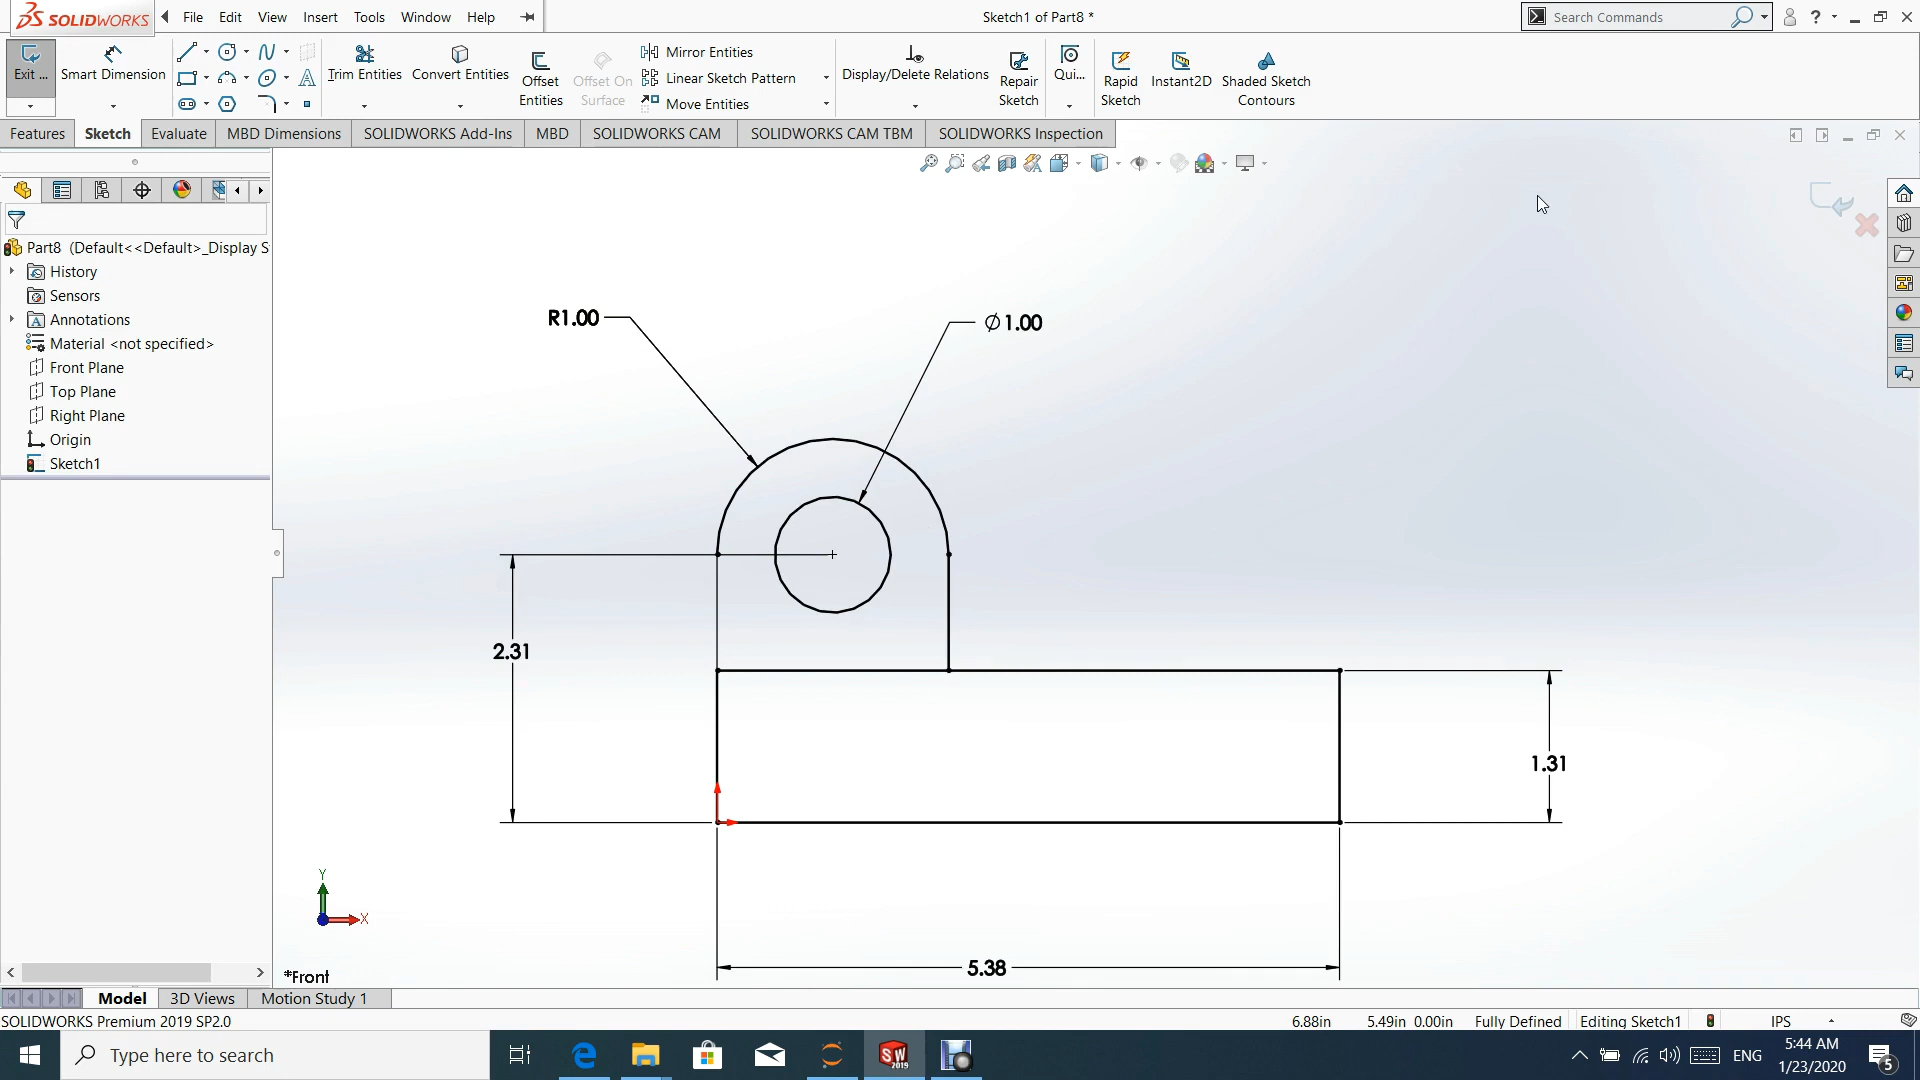 SOLIDWORKS File Edit View Insert Tools Window Help Sketch1 of Part8 * Search Commands ?
Exit ... Smart Dimension Trim Entities Convert Entities Offset Entities Offset On Surface Mirror Entities Linear Sketch Pattern Move Entities Display/Delete Relations Repair Sketch Qui... Rapid Sketch Instant2D Shaded Sketch Contours
Features Sketch Evaluate MBD Dimensions SOLIDWORKS Add-Ins MBD SOLIDWORKS CAM SOLIDWORKS CAM TBM SOLIDWORKS Inspection
Part8 (Default<<Default>_Display S
History
Sensors
Annotations
Material <not specified>
Front Plane
Top Plane
Right Plane
Origin
Sketch1
R1.00
∅1.00
2.31
1.31
5.38
Y
X
*Front
Model 3D Views Motion Study 1
SOLIDWORKS Premium 2019 SP2.0 6.88in 5.49in 0.00in Fully Defined Editing Sketch1 IPS
Type here to search SW 2019 ENG 5:44 AM
1/23/2020 5